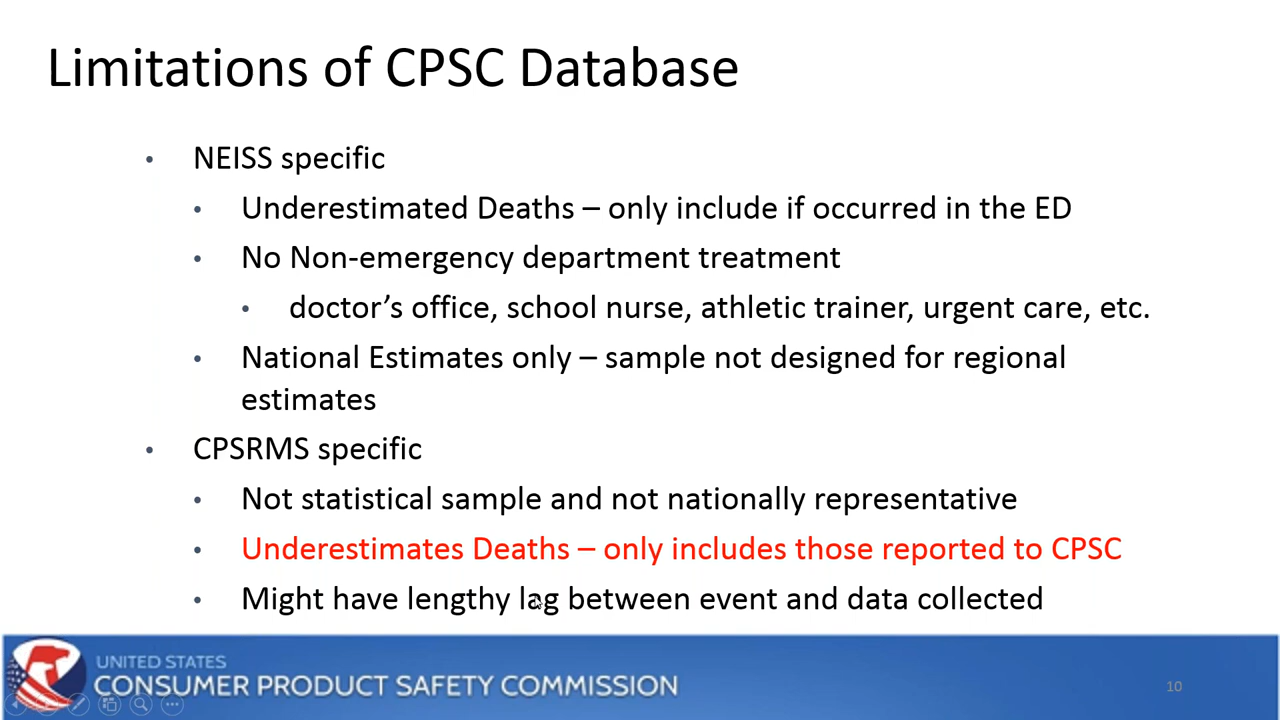 Limitations of CPSC Database
• NEISS specific
• Underestimated Deaths – only include if occurred in the ED
• No Non-emergency department treatment
• doctor’s office, school nurse, athletic trainer, urgent care, etc.
• National Estimates only – sample not designed for regional
estimates
• CPSRMS specific
• Not statistical sample and not nationally representative
• Underestimates Deaths – only includes those reported to CPSC
• Might have lengthy lag between event and data collected
UNITED STATES
CONSUMER PRODUCT SAFETY COMMISSION
10